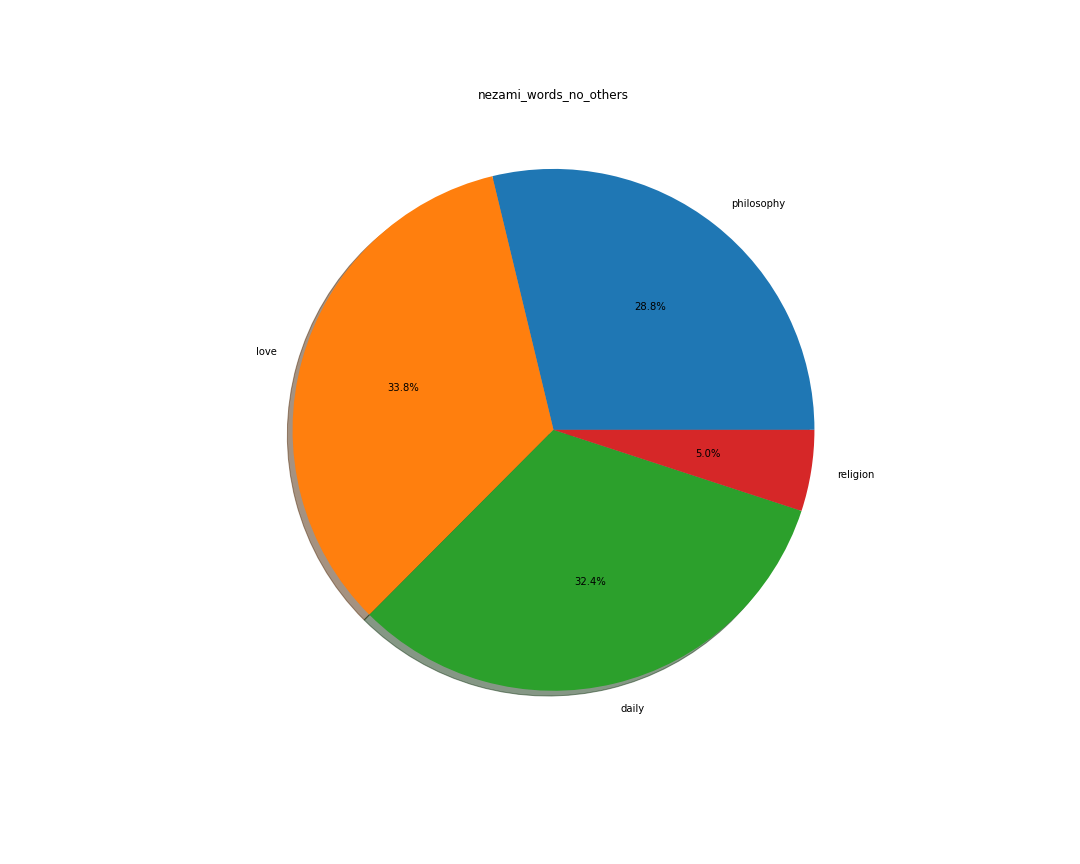 nezami_words_no_others
philosophy
28.8%
love
33.8%
5.0%
religion
32.4%
daily